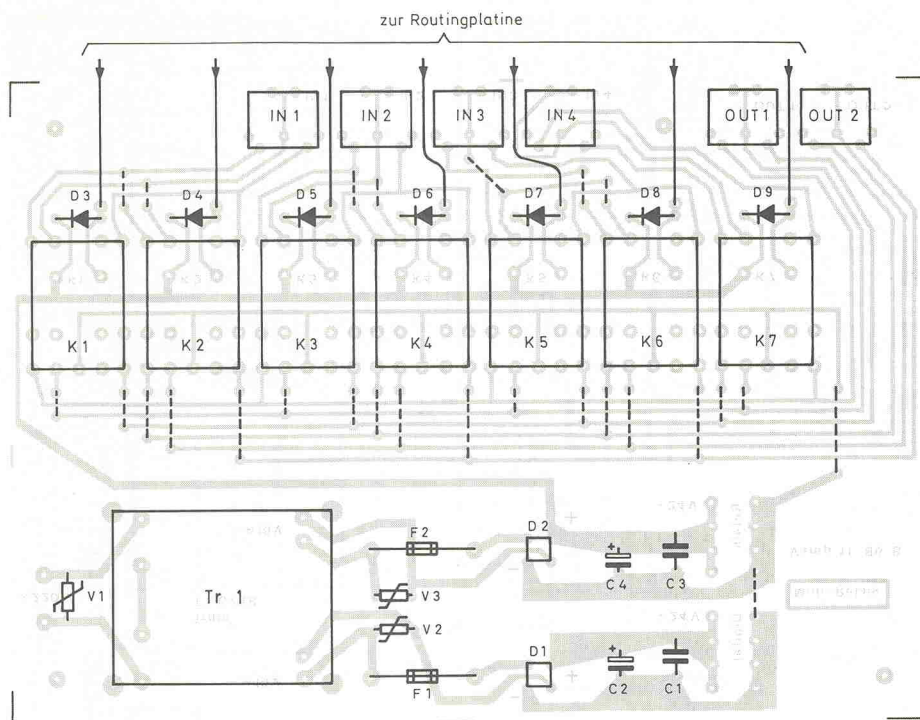 zur Routingplatine
IN 1
IN 2
IN 3
IN 4
OUT 1
OUT 2
D 3
D 4
D 5
D 6
D 7
D 8
D 9
K 1
K 2
K 3
K 4
K 5
K 6
K 7
V 1
Tr 1
F 2
V 3
V 2
F 1
D 2
+
C 4
C 3
D 1
+
C 2
C 1